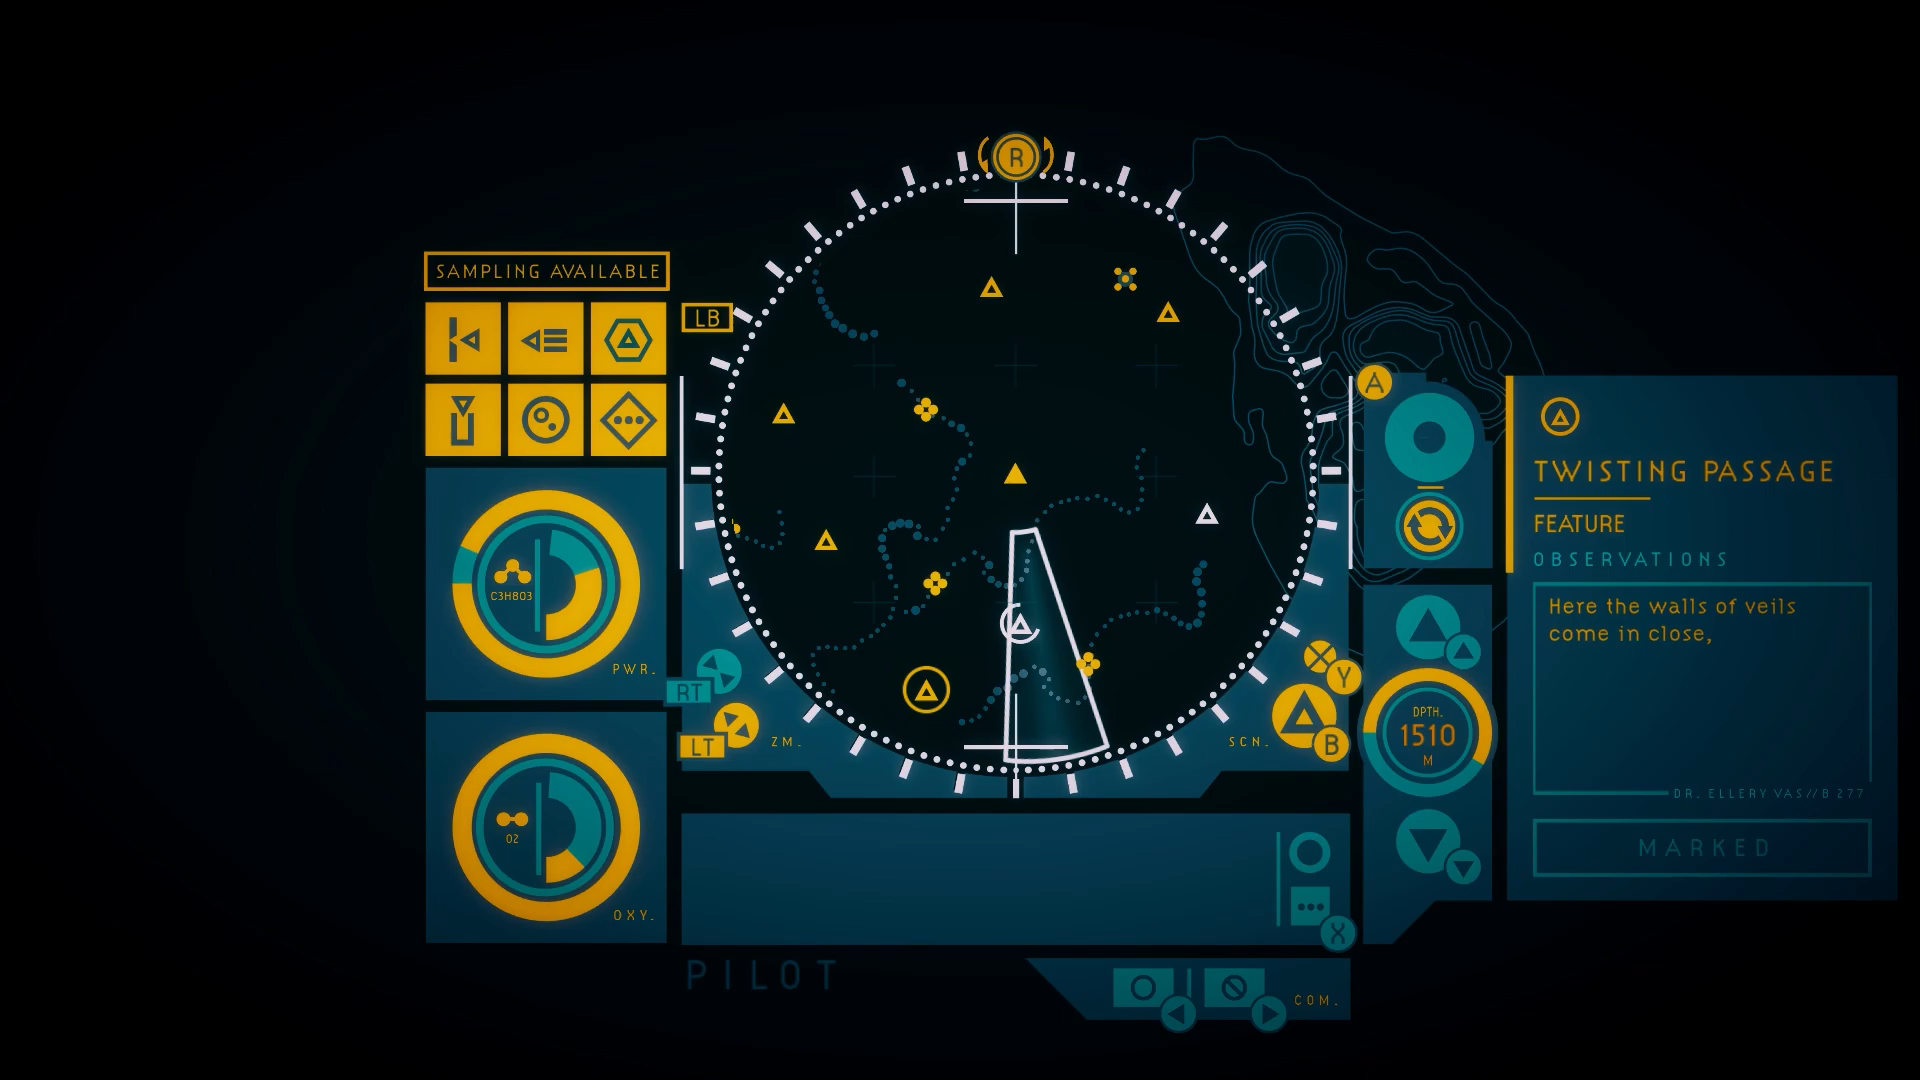 R
SAMPLING AVAILABLE
LB
A
TWISTING PASSAGE
FEATURE
OBSERVATIONS
Here the walls of veils
come in close,
C3H8O3
PWR.
RT
LT
ZM.
SCN.
Y
B
DPTH.
1510
M
DR. ELLERY VAS//B 277
MARKED
O2
OXY.
X
PILOT
COM.